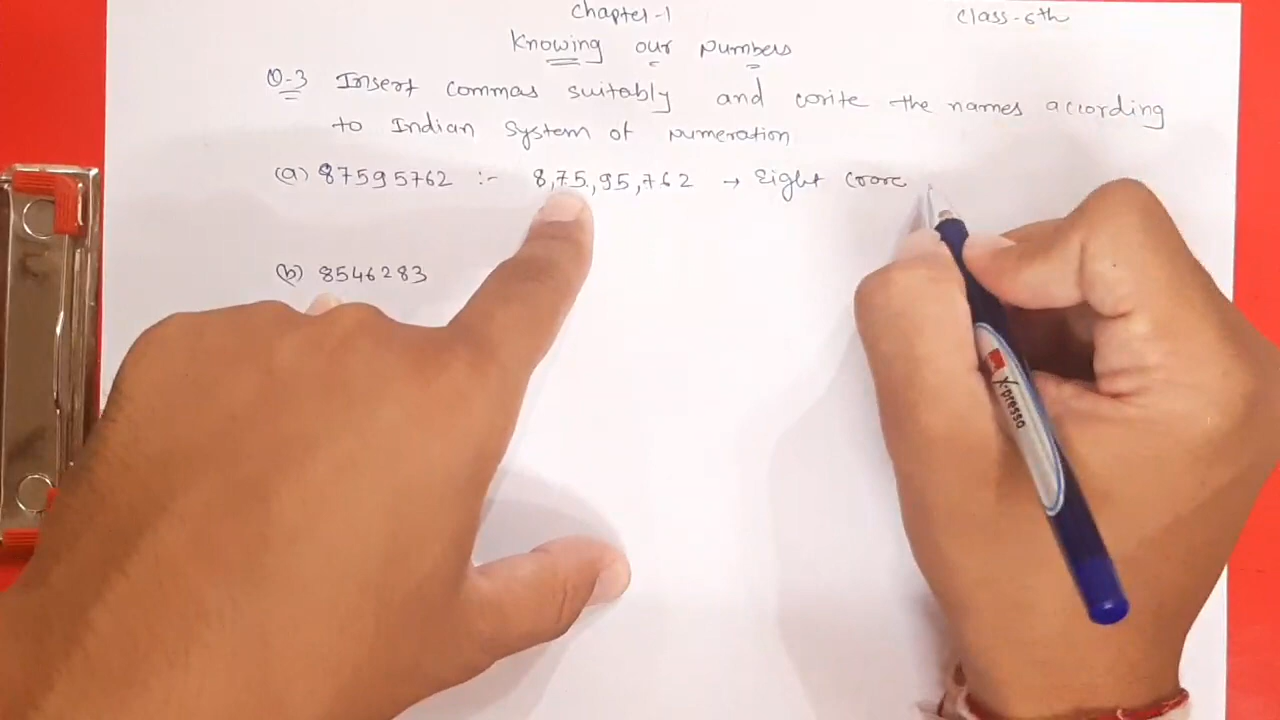 Chapter-1
Class-6th
Knowing our Numbers
Q-3 Insert commas suitably and write the names according
to Indian System of numeration
(a) 87595762 :- 8,75,95,762 → Eight crore
(b) 8546283
X-presso